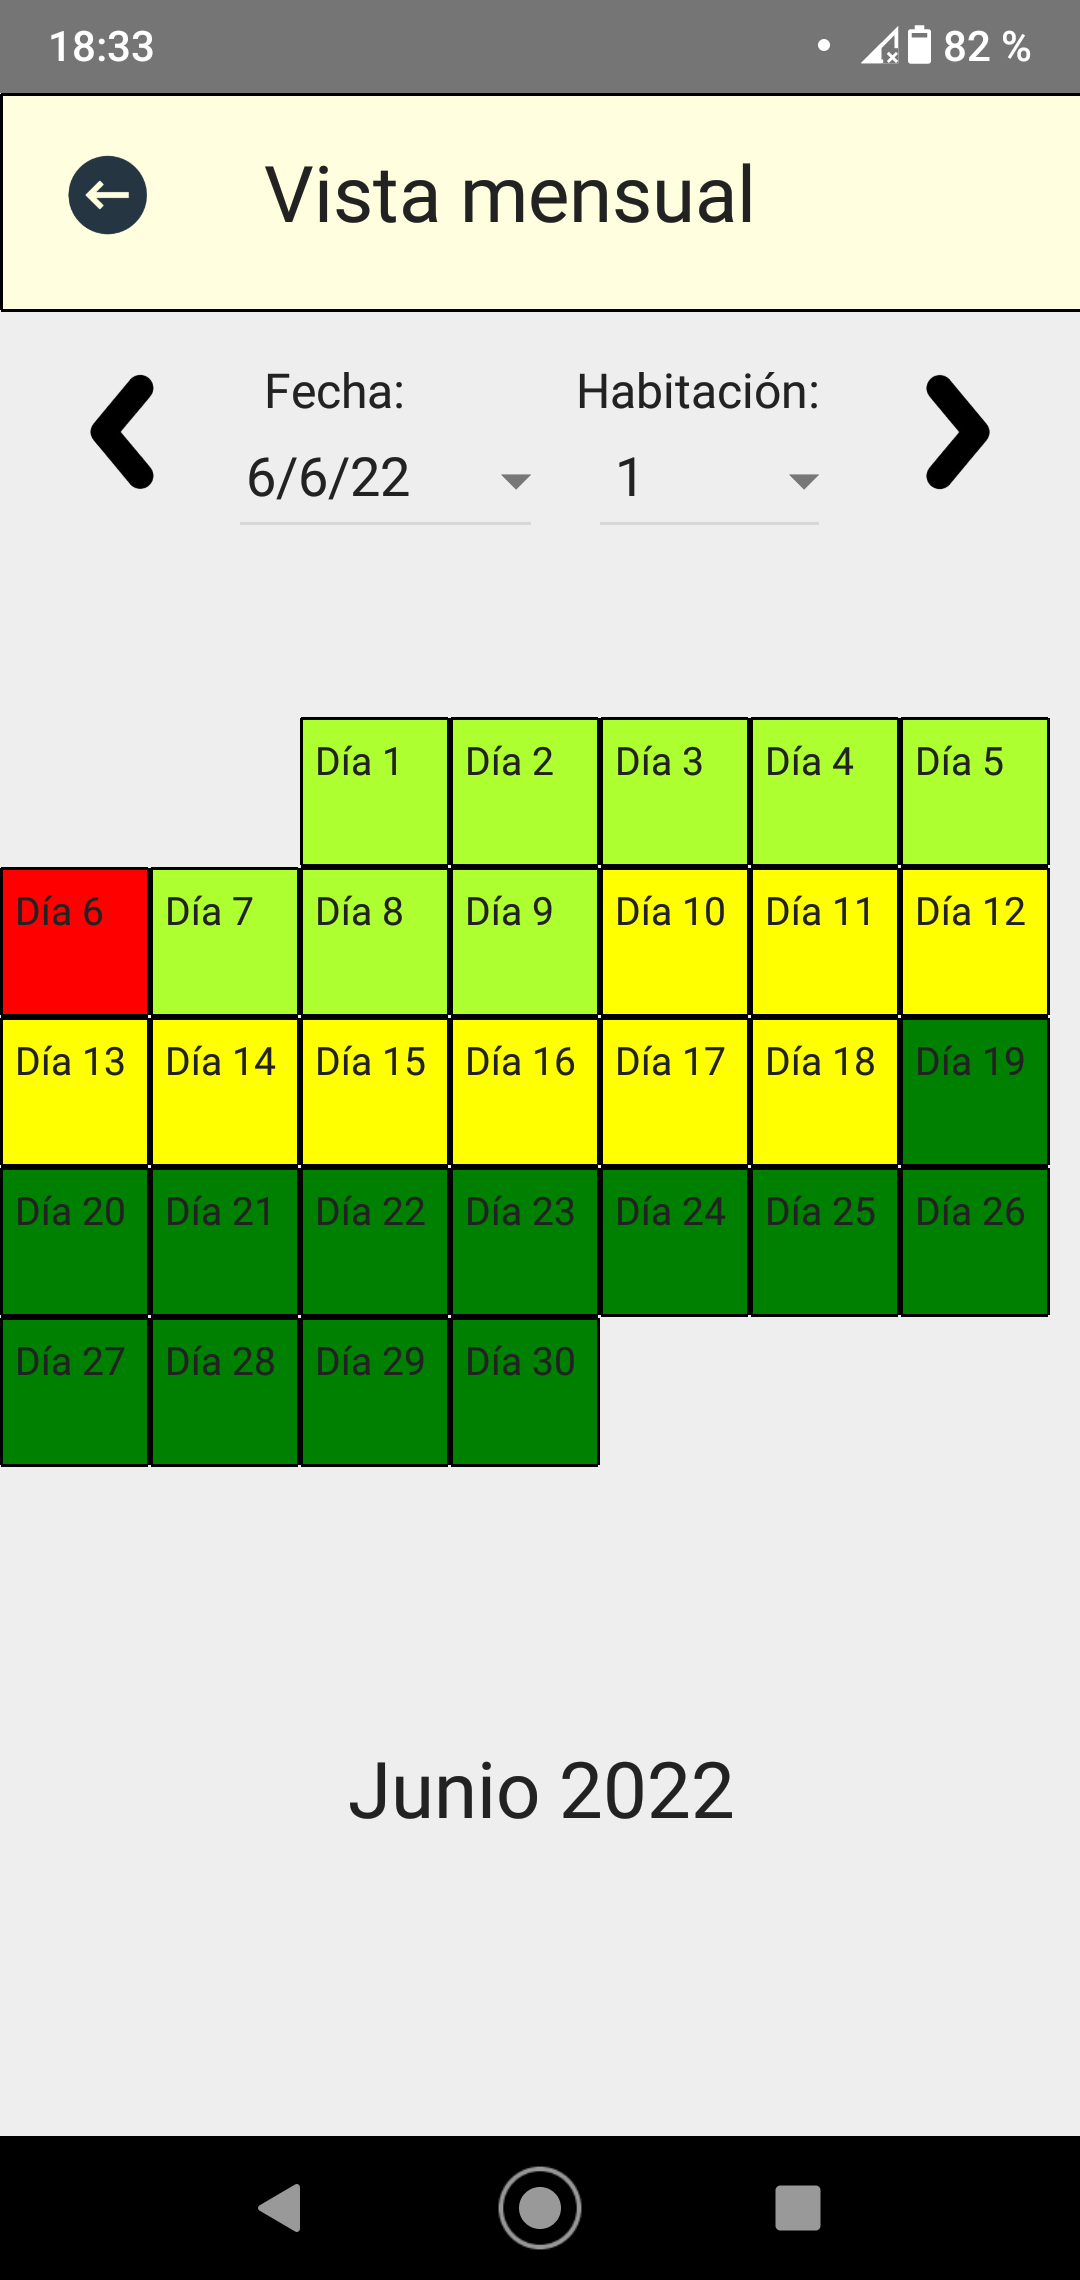 18:33 82 %
Vista mensual
Fecha: Habitación:
6/6/22 1
Día 1 Día 2 Día 3 Día 4 Día 5
Día 6 Día 7 Día 8 Día 9 Día 10 Día 11 Día 12
Día 13 Día 14 Día 15 Día 16 Día 17 Día 18 Día 19
Día 20 Día 21 Día 22 Día 23 Día 24 Día 25 Día 26
Día 27 Día 28 Día 29 Día 30
Junio 2022